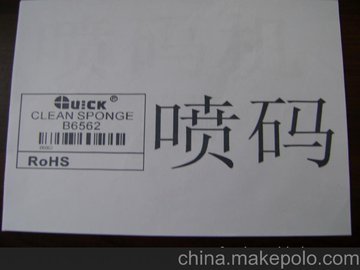 QUICK®
CLEAN SPONGE
B6562
RoHS
喷码
china.makepolo.com